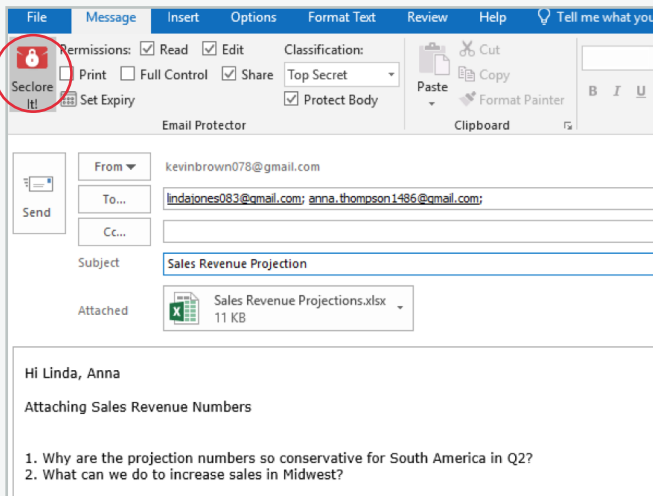 File Message Insert Options Format Text Review Help Tell me what you
Permissions: Read Edit Classification: Cut
Seclore Print Full Control Share Top Secret Paste Copy
It! Set Expiry Protect Body Format Painter B I U
Email Protector Clipboard
From kevinbrown078@gmail.com
Send To... lindajones083@gmail.com; anna.thompson1486@gmail.com;
Cc...
Subject Sales Revenue Projection
Attached Sales Revenue Projections.xlsx
11 KB
Hi Linda, Anna
Attaching Sales Revenue Numbers
1. Why are the projection numbers so conservative for South America in Q2?
2. What can we do to increase sales in Midwest?